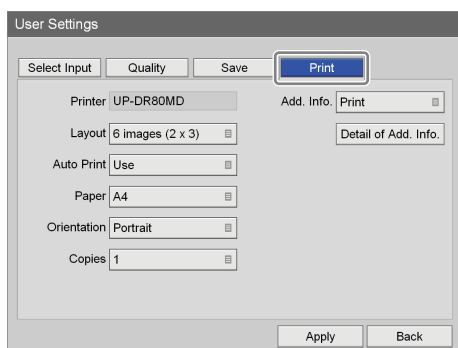 User Settings
Select Input Quality Save Print
Printer UP-DR80MD Add. Info. Print
Layout 6 images (2 x 3) Detail of Add. Info.
Auto Print Use
Paper A4
Orientation Portrait
Copies 1
Apply Back